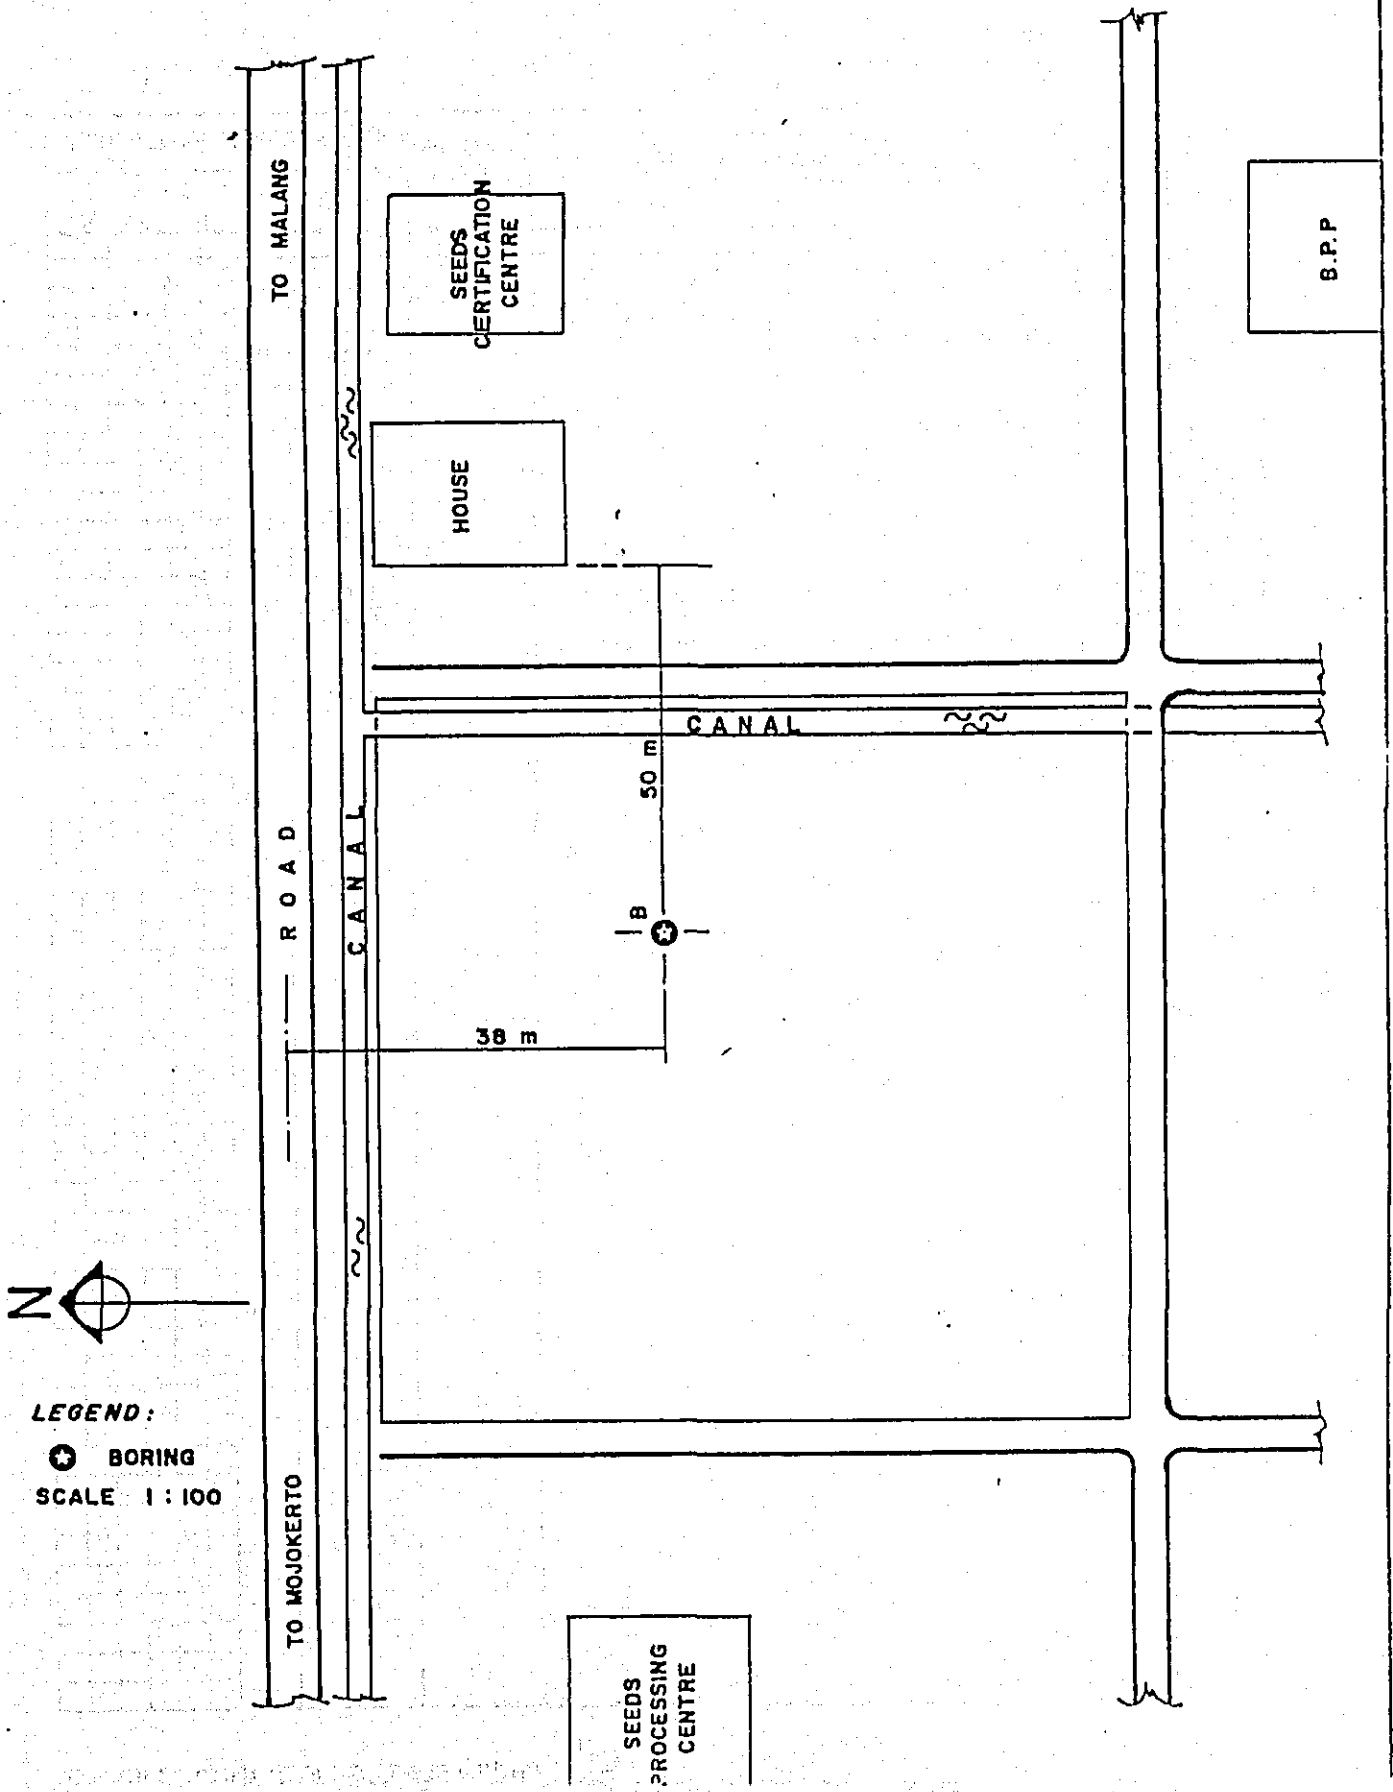 TO MALANG
SEEDS
CERTIFICATION
CENTRE
B.P.P
HOUSE
CANAL
50 E
ROAD
CANAL
B
38 m
N
LEGEND:
BORING
SCALE 1 : 100
TO MOJOKERTO
SEEDS
PROCESSING
CENTRE